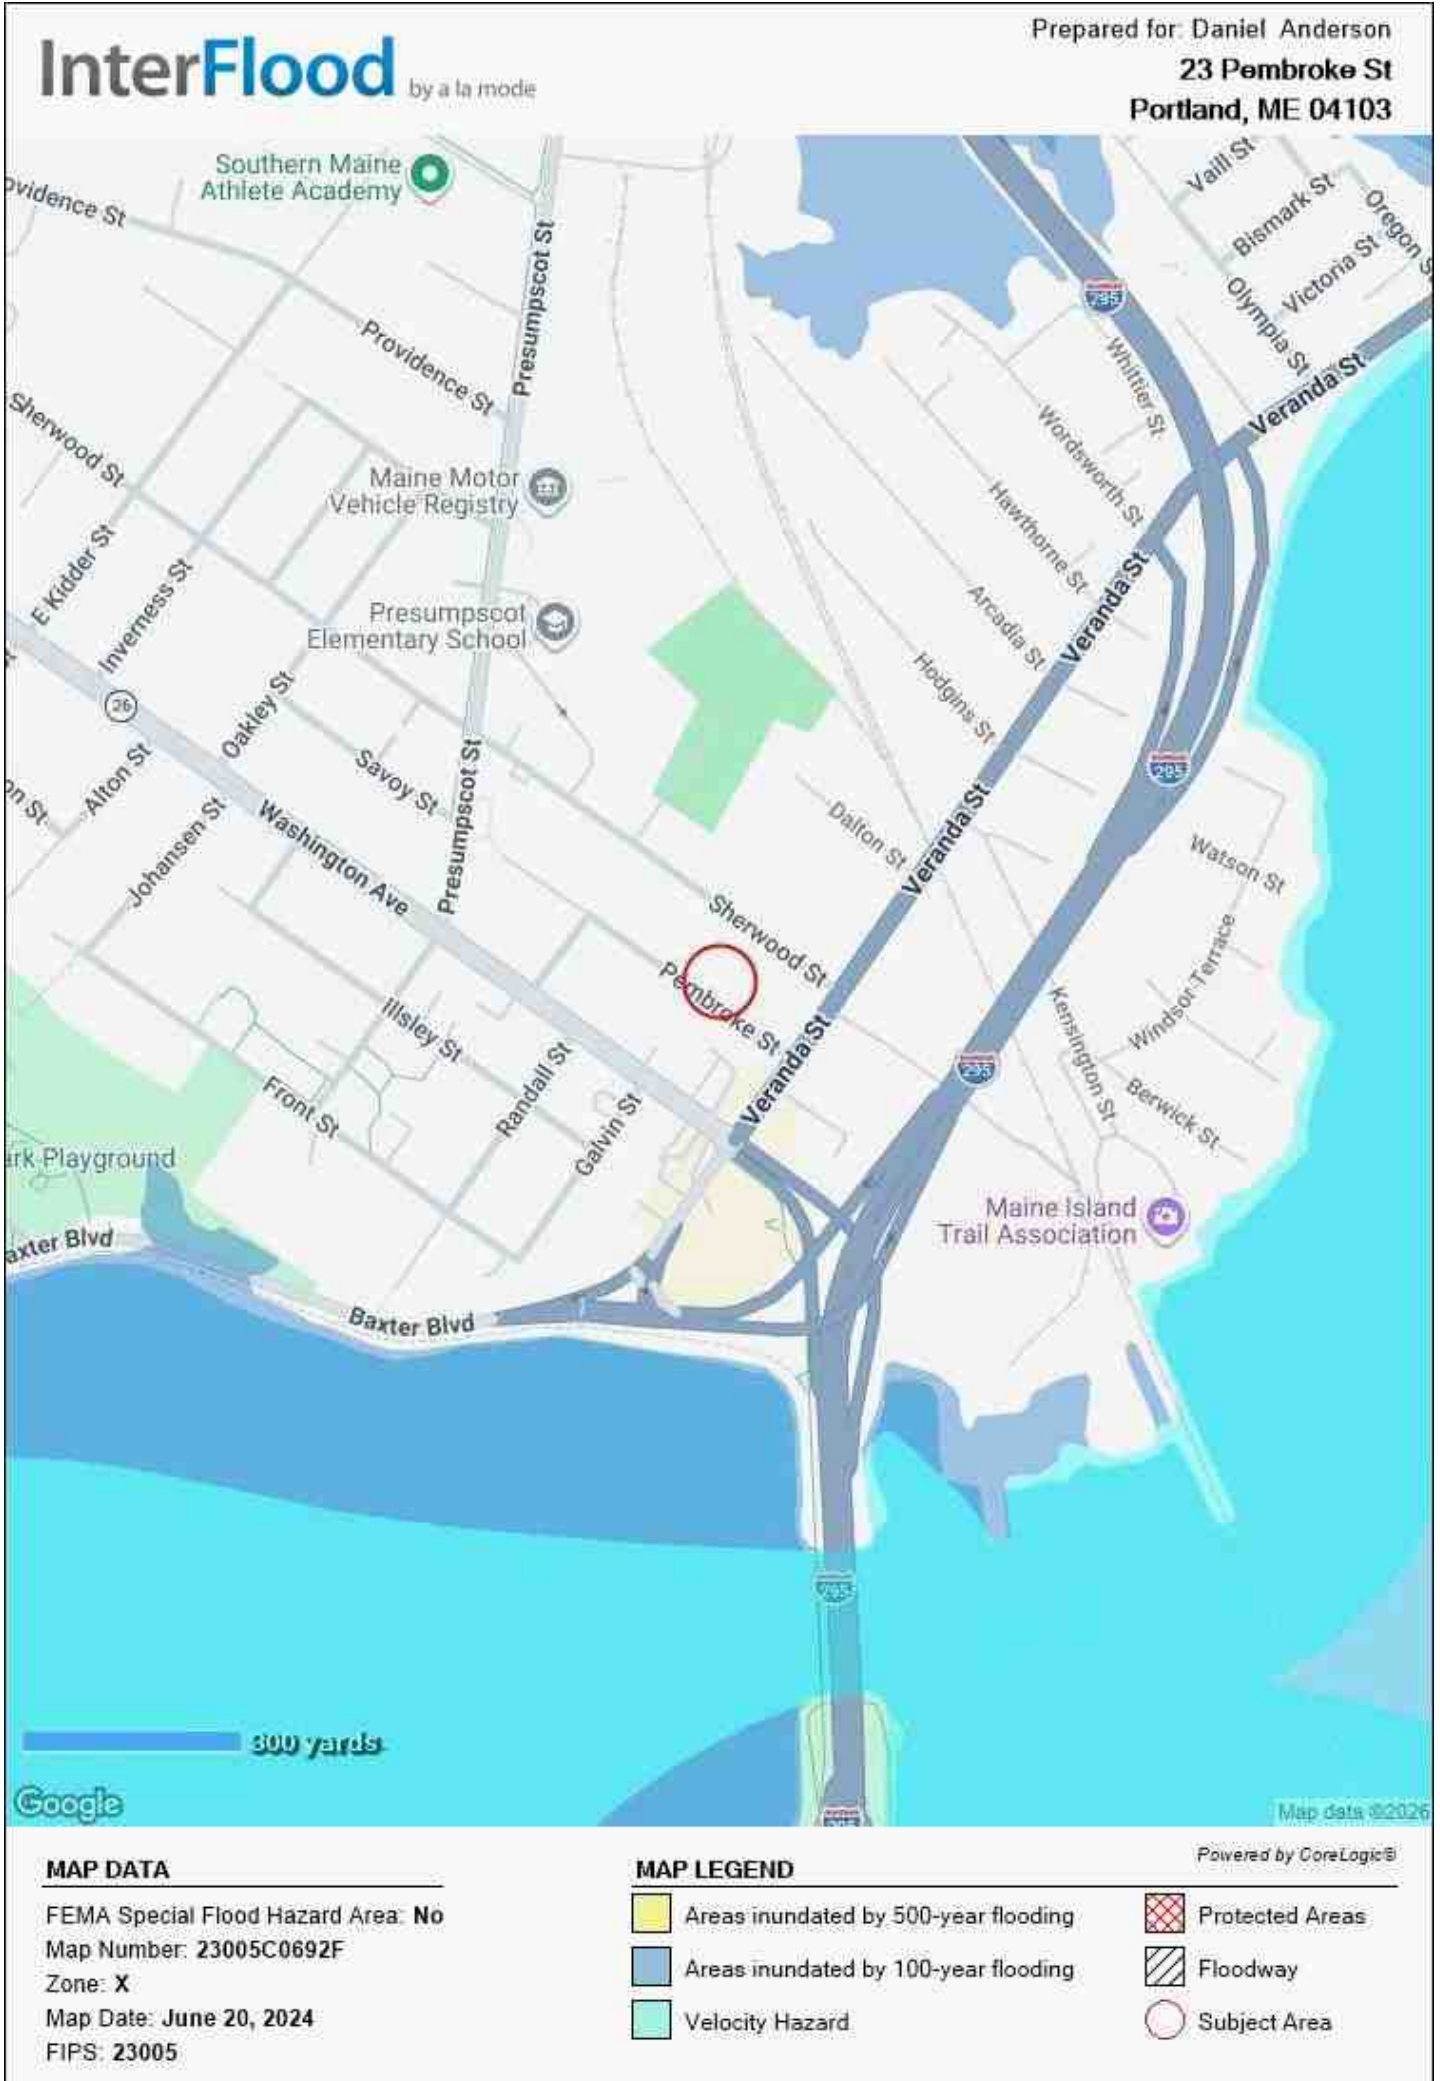 InterFlood by a la mode
Prepared for: Daniel Anderson
23 Pembroke St
Portland, ME 04103
Southern Maine
Athlete Academy
ovidence St
Presumpscot St
Vaill St
Bismark St
Oregon S
Victoria St
Olympia St
295
Providence St
Whittier St
Veranda St
Sherwood St
Wordsworth St
Maine Motor
Vehicle Registry
Hawthorne St
E Kidder St
Inverness St
Veranda St
Presumpscot
Elementary School
Arcadia St
Hodgins St
26
Oakley St
Presumpscot St
295
Savoy St
Alton St
on St
Johansen St
Washington Ave
Dalton St
Veranda St
Watson St
Sherwood St
Windsor Terrace
Pembroke St
Illsley St
Kensington St
Veranda St
295
Randall St
Front St
Galvin St
Berwick St
ark Playground
Maine Island
Trail Association
axter Blvd
Baxter Blvd
295
300 yards
Google
Map data ©2026
Powered by CoreLogic®
MAP DATA
FEMA Special Flood Hazard Area: No
Map Number: 23005C0692F
Zone: X
Map Date: June 20, 2024
FIPS: 23005
MAP LEGEND
Areas inundated by 500-year flooding
Areas inundated by 100-year flooding
Velocity Hazard
Protected Areas
Floodway
Subject Area